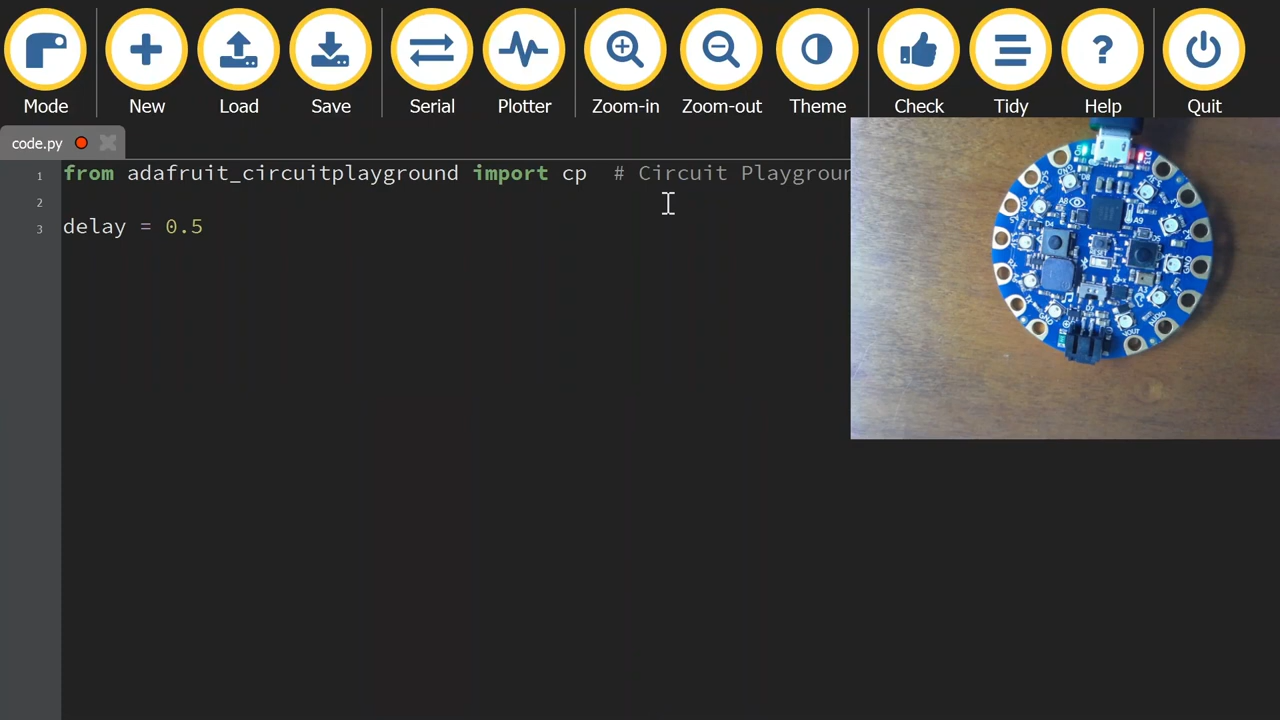 Mode New Load Save Serial Plotter Zoom-in Zoom-out Theme Check Tidy Help Quit
code.py
1 from adafruit_circuitplayground import cp # Circuit Playgroun
2
3 delay = 0.5